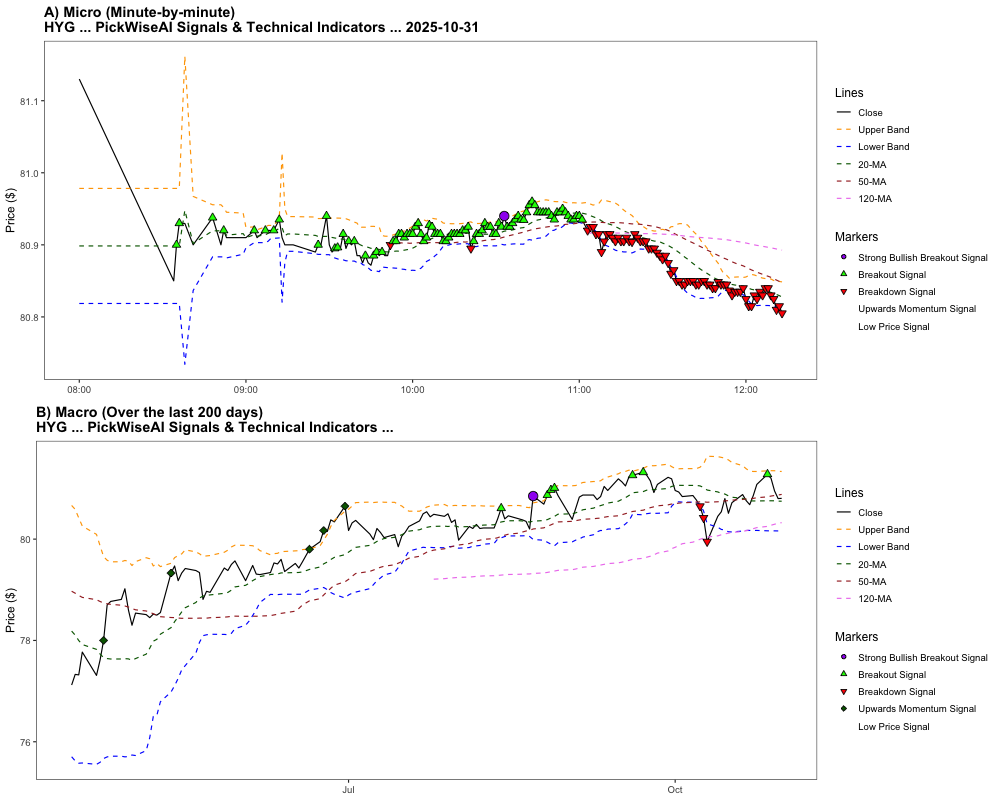 A) Micro (Minute-by-minute)
HYG ... PickWiseAI Signals & Technical Indicators ... 2025-10-31
Price ($)
81.1
81.0
80.9
80.8
08:00
09:00
10:00
11:00
12:00
Lines
Close
Upper Band
Lower Band
20-MA
50-MA
120-MA
Markers
Strong Bullish Breakout Signal
Breakout Signal
Breakdown Signal
Upwards Momentum Signal
Low Price Signal
B) Macro (Over the last 200 days)
HYG ... PickWiseAI Signals & Technical Indicators ...
Price ($)
80
78
76
Jul
Oct
Lines
Close
Upper Band
Lower Band
20-MA
50-MA
120-MA
Markers
Strong Bullish Breakout Signal
Breakout Signal
Breakdown Signal
Upwards Momentum Signal
Low Price Signal